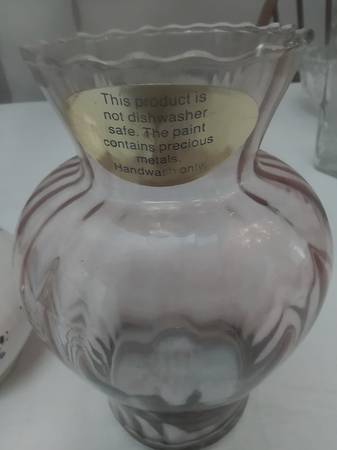 This product is
not dishwasher
safe. The paint
contains precious
metals.
Handwash only.